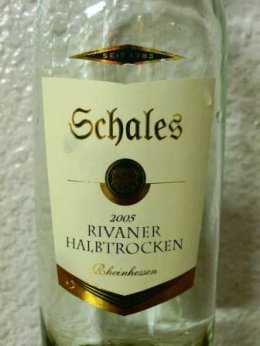 SEIT 1783
Schales
2005
RIVANER
HALBTROCKEN
Rheinhessen